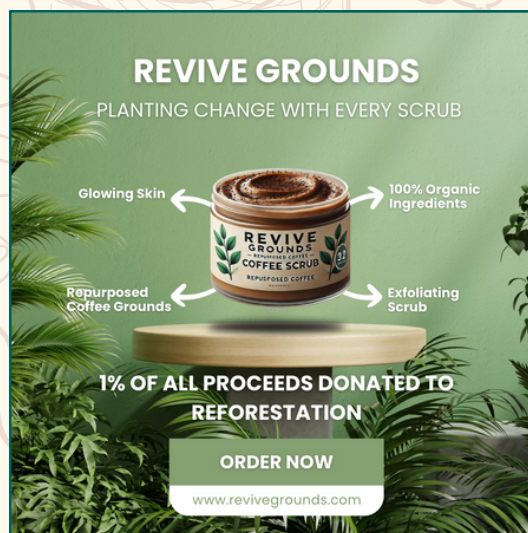 REVIVE GROUNDS
PLANTING CHANGE WITH EVERY SCRUB
Glowing Skin
100% Organic
Ingredients
REVIVE
GROUNDS
REPURPOSED COFFEE
COFFEE SCRUB
REPURPOSED COFFEE
Repurposed
Coffee Grounds
Exfoliating
Scrub
1% OF ALL PROCEEDS DONATED TO
REFORESTATION
ORDER NOW
www.revivegrounds.com